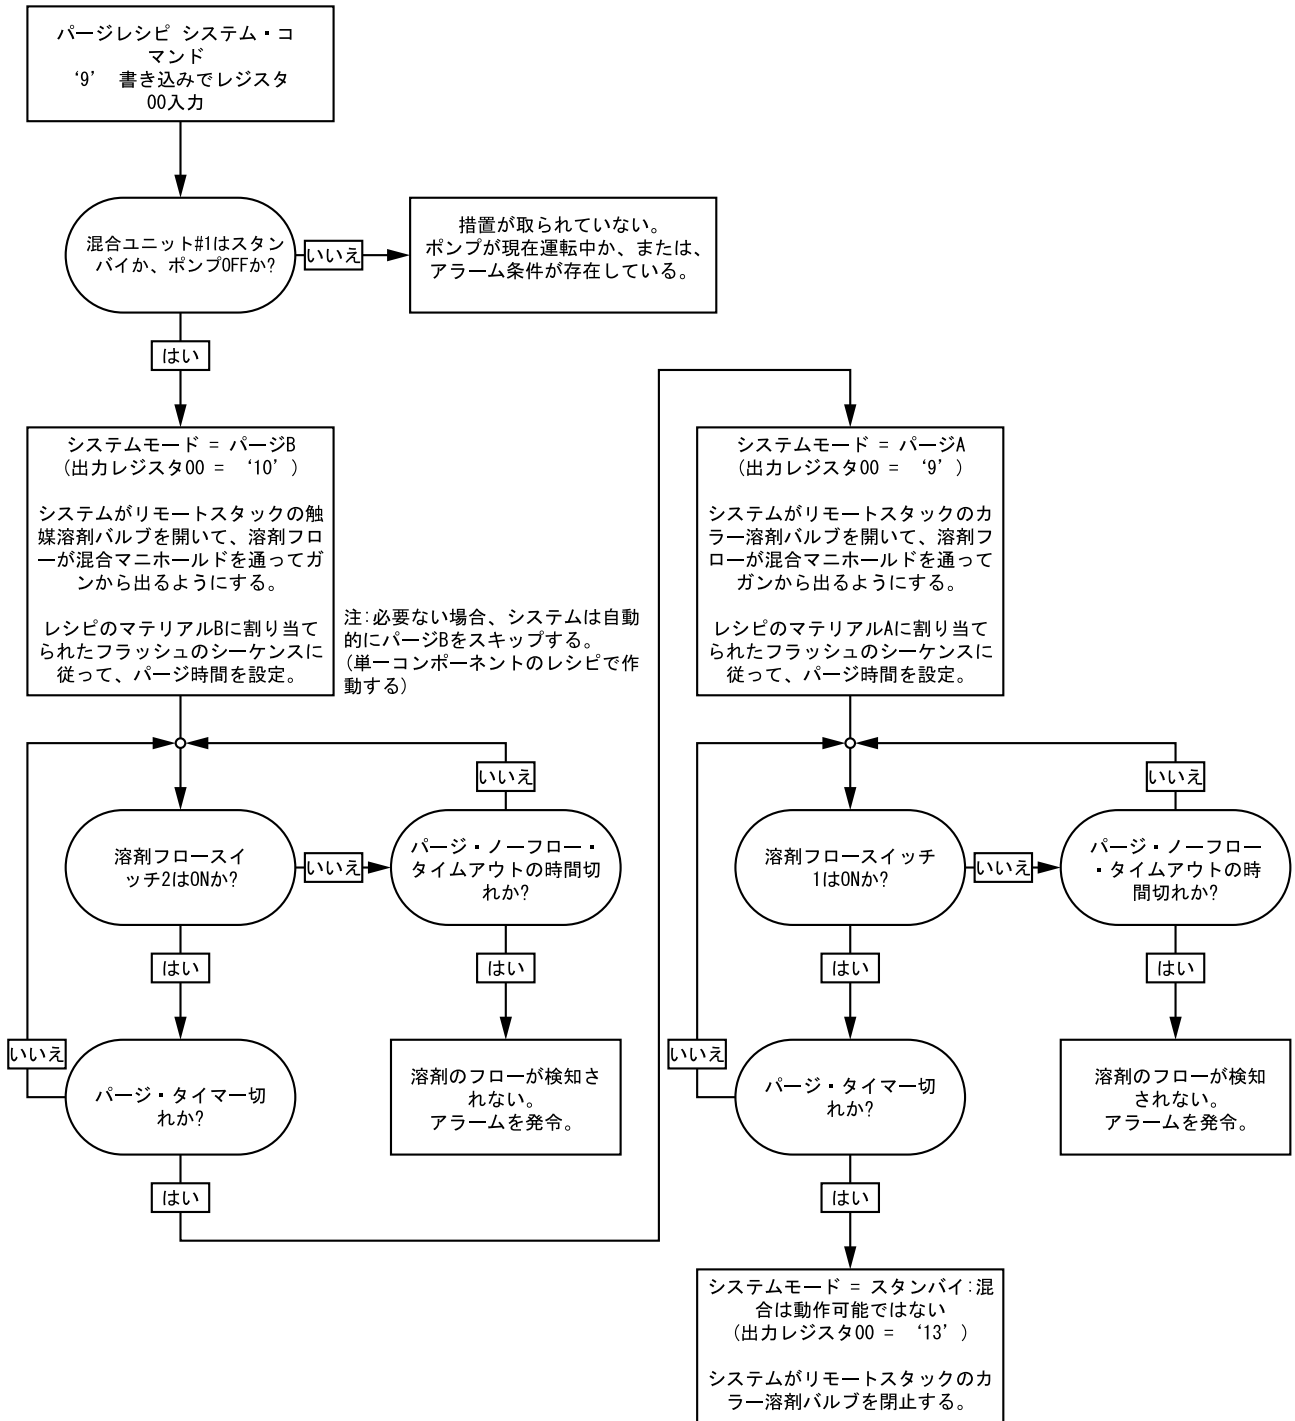 パージレシピ システム・コ
マンド
‘9’ 書き込みでレジスタ
00入力
混合ユニット#1はスタン
バイか、ポンプOFFか?
いいえ
措置が取られていない。
ポンプが現在運転中か、または、
アラーム条件が存在している。
はい
システムモード = パージB
(出力レジスタ00 = ‘10’)
システムがリモートスタックの触
媒溶剤バルブを開いて、溶剤フロ
ーが混合マニホールドを通ってガ
ンから出るようにする。
レシピのマテリアルBに割り当て
られたフラッシュのシーケンスに
従って、パージ時間を設定。
注:必要ない場合、システムは自動
的にパージBをスキップする。
(単一コンポーネントのレシピで作
動する)
システムモード = パージA
(出力レジスタ00 = ‘9’)
システムがリモートスタックのカ
ラー溶剤バルブを開いて、溶剤フ
ローが混合マニホールドを通って
ガンから出るようにする。
レシピのマテリアルAに割り当て
られたフラッシュのシーケンスに
従って、パージ時間を設定。
いいえ
溶剤フロースイ
ッチ2はONか?
いいえ
パージ・ノーフロー・
タイムアウトの時間切
れか?
はい
はい
いいえ
パージ・タイマー切
れか?
溶剤のフローが検知さ
れない。
アラームを発令。
はい
いいえ
溶剤フロースイッチ
1はONか?
いいえ
パージ・ノーフロー
・タイムアウトの時
間切れか?
はい
はい
いいえ
パージ・タイマー切
れか?
溶剤のフローが検知
されない。
アラームを発令。
はい
システムモード = スタンバイ:混
合は動作可能ではない
(出力レジスタ00 = ‘13’)
システムがリモートスタックのカ
ラー溶剤バルブを閉止する。